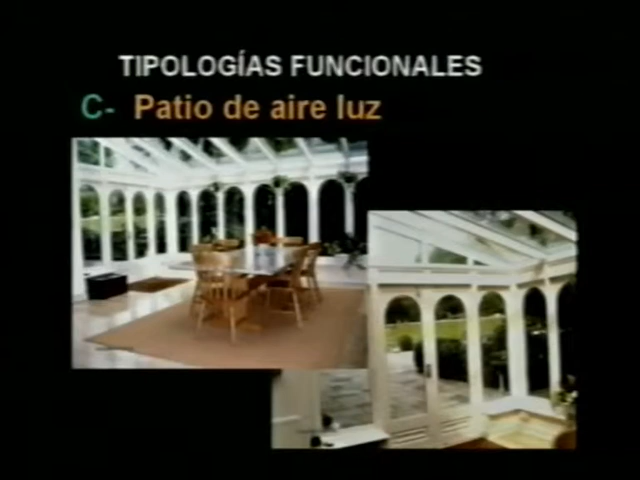 TIPOLOGÍAS FUNCIONALES
C- Patio de aire luz